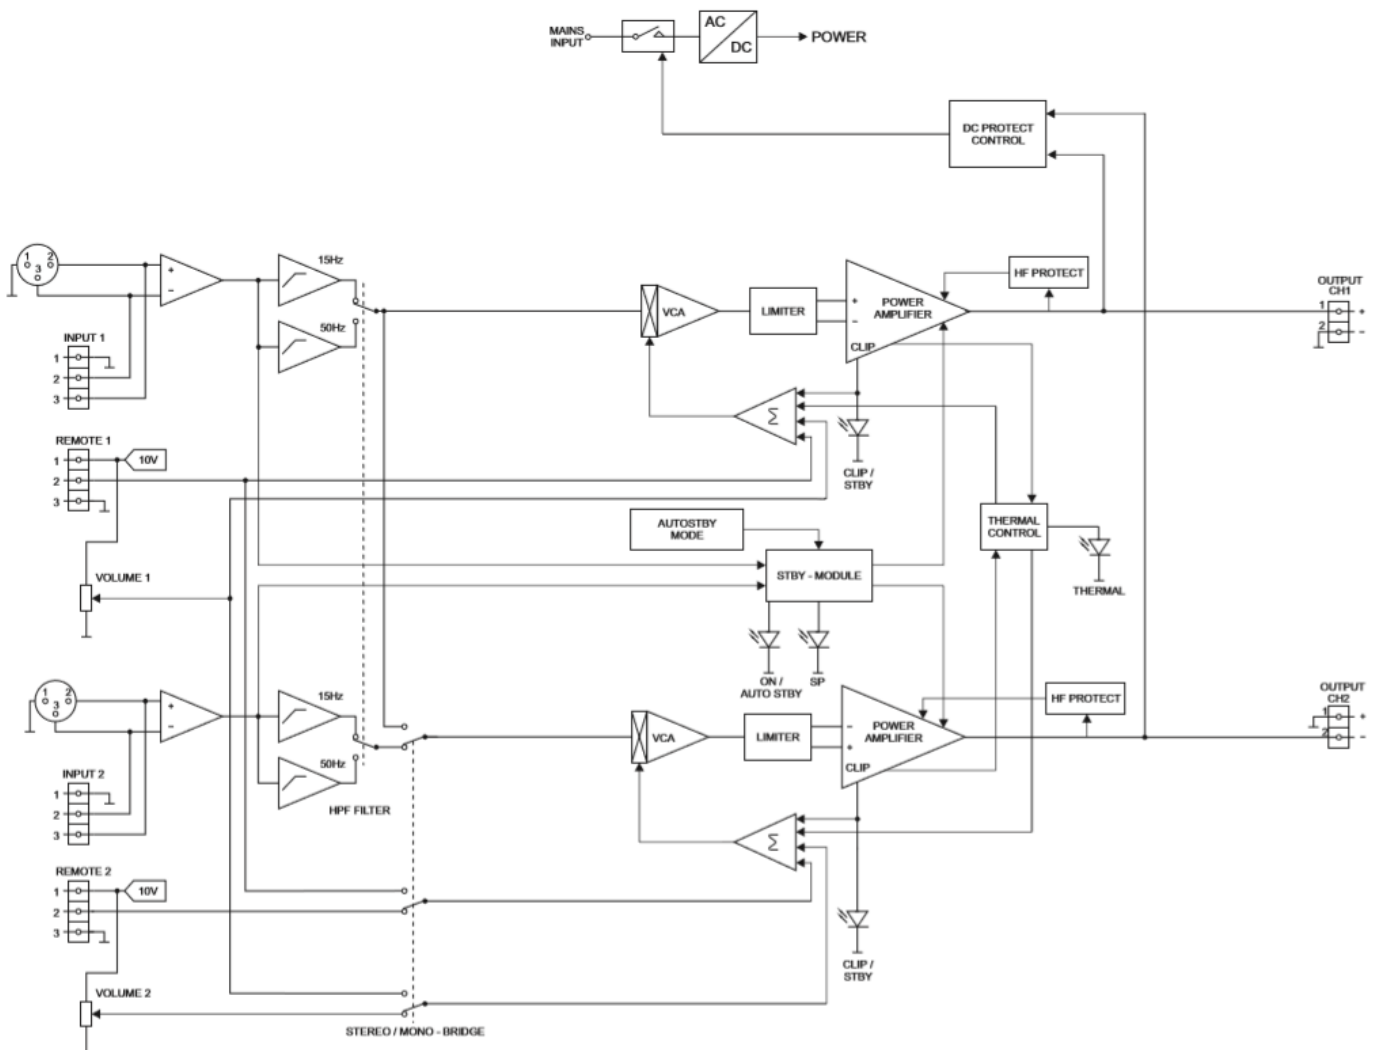 MAINS
INPUT
AC
DC
POWER
DC PROTECT
CONTROL
1 2
3
+
-
15Hz
50Hz
VCA
LIMITER
+
-
POWER
AMPLIFIER
CLIP
HF PROTECT
OUTPUT
CH1
1 +
2 -
INPUT 1
1
2
3
Σ
CLIP /
STBY
REMOTE 1
1
10V
2
3
AUTOSTBY
MODE
THERMAL
CONTROL
THERMAL
STBY - MODULE
VOLUME 1
ON /
AUTO STBY
SP
1 2
3
+
-
15Hz
50Hz
HPF FILTER
VCA
LIMITER
-
+
POWER
AMPLIFIER
CLIP
HF PROTECT
OUTPUT
CH2
1 +
2 -
INPUT 2
1
2
3
Σ
REMOTE 2
1
10V
2
3
CLIP /
STBY
VOLUME 2
STEREO / MONO - BRIDGE